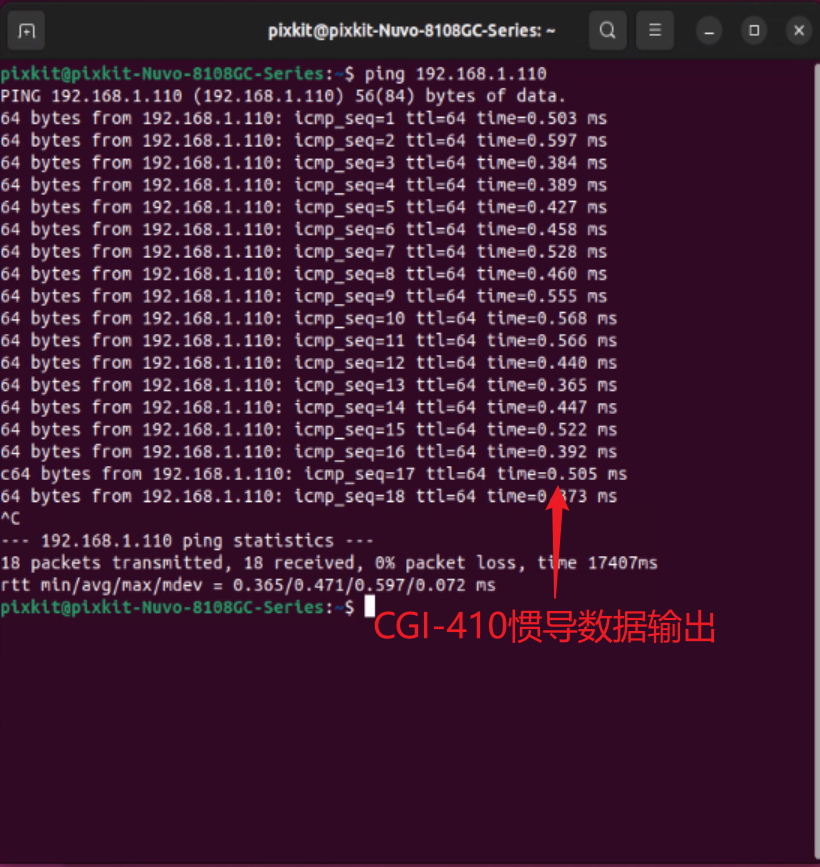 pixkit@pixkit-Nuvo-8108GC-Series: ~
pixkit@pixkit-Nuvo-8108GC-Series:~$ ping 192.168.1.110
PING 192.168.1.110 (192.168.1.110) 56(84) bytes of data.
64 bytes from 192.168.1.110: icmp_seq=1 ttl=64 time=0.503 ms
64 bytes from 192.168.1.110: icmp_seq=2 ttl=64 time=0.597 ms
64 bytes from 192.168.1.110: icmp_seq=3 ttl=64 time=0.384 ms
64 bytes from 192.168.1.110: icmp_seq=4 ttl=64 time=0.389 ms
64 bytes from 192.168.1.110: icmp_seq=5 ttl=64 time=0.427 ms
64 bytes from 192.168.1.110: icmp_seq=6 ttl=64 time=0.458 ms
64 bytes from 192.168.1.110: icmp_seq=7 ttl=64 time=0.528 ms
64 bytes from 192.168.1.110: icmp_seq=8 ttl=64 time=0.460 ms
64 bytes from 192.168.1.110: icmp_seq=9 ttl=64 time=0.555 ms
64 bytes from 192.168.1.110: icmp_seq=10 ttl=64 time=0.568 ms
64 bytes from 192.168.1.110: icmp_seq=11 ttl=64 time=0.566 ms
64 bytes from 192.168.1.110: icmp_seq=12 ttl=64 time=0.440 ms
64 bytes from 192.168.1.110: icmp_seq=13 ttl=64 time=0.365 ms
64 bytes from 192.168.1.110: icmp_seq=14 ttl=64 time=0.447 ms
64 bytes from 192.168.1.110: icmp_seq=15 ttl=64 time=0.522 ms
64 bytes from 192.168.1.110: icmp_seq=16 ttl=64 time=0.392 ms
c64 bytes from 192.168.1.110: icmp_seq=17 ttl=64 time=0.505 ms
64 bytes from 192.168.1.110: icmp_seq=18 ttl=64 time=0.373 ms
^C
--- 192.168.1.110 ping statistics ---
18 packets transmitted, 18 received, 0% packet loss, time 17407ms
rtt min/avg/max/mdev = 0.365/0.471/0.597/0.072 ms
pixkit@pixkit-Nuvo-8108GC-Series:~$
CGI-410惯导数据输出